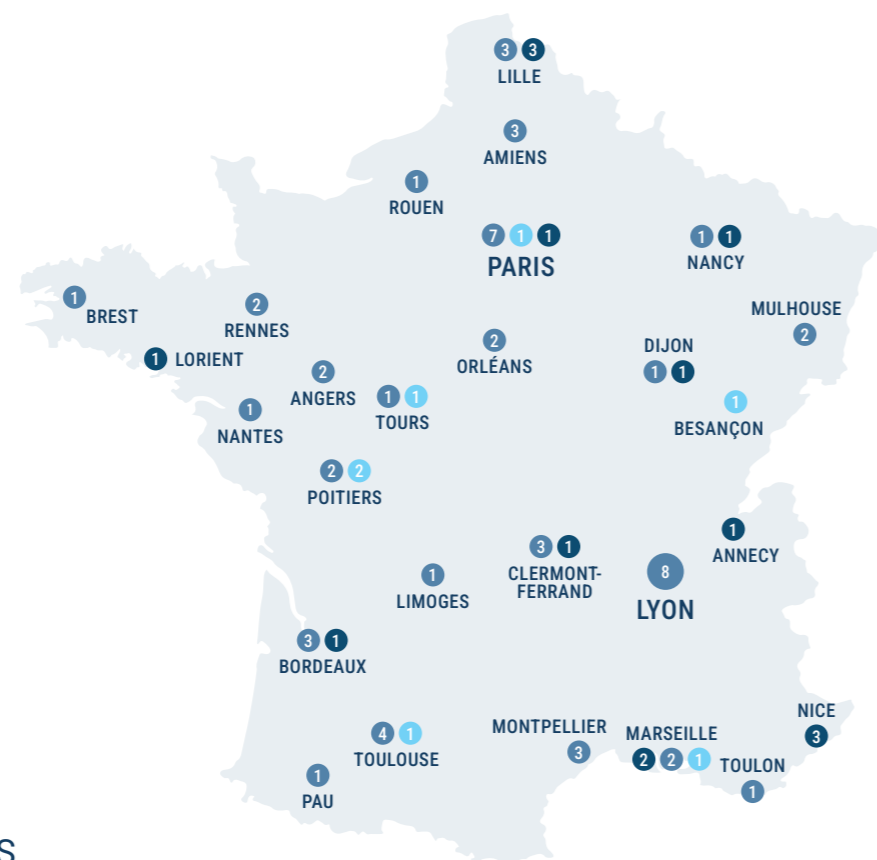 3 3
LILLE
3
AMIENS
1
ROUEN
7 1 1
PARIS
1 1
NANCY
1
BREST
2
RENNES
MULHOUSE
2
1 LORIENT
2
ORLÉANS
DIJON
1 1
2
ANGERS
1 1
TOURS
1
BESANÇON
1
NANTES
2 2
POITIERS
1
ANNECY
3 1
CLERMONT-
FERRAND
8
LYON
1
LIMOGES
3 1
BORDEAUX
NICE
3
4 1
TOULOUSE
MONTPELLIER
3
MARSEILLE
2 2 1
TOULON
1
1
PAU
S